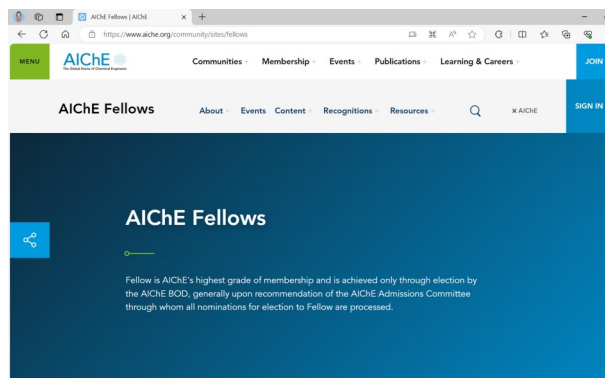 AIChE Fellows | AIChE
https://www.aiche.org/community/sites/fellows
MENU
AIChE
The Global Home of Chemical Engineers
Communities
Membership
Events
Publications
Learning & Careers
JOIN
AIChE Fellows
About
Events
Content
Recognitions
Resources
× AIChE
SIGN IN
AIChE Fellows
Fellow is AIChE's highest grade of membership and is achieved only through election by
the AIChE BOD, generally upon recommendation of the AIChE Admissions Committee
through whom all nominations for election to Fellow are processed.